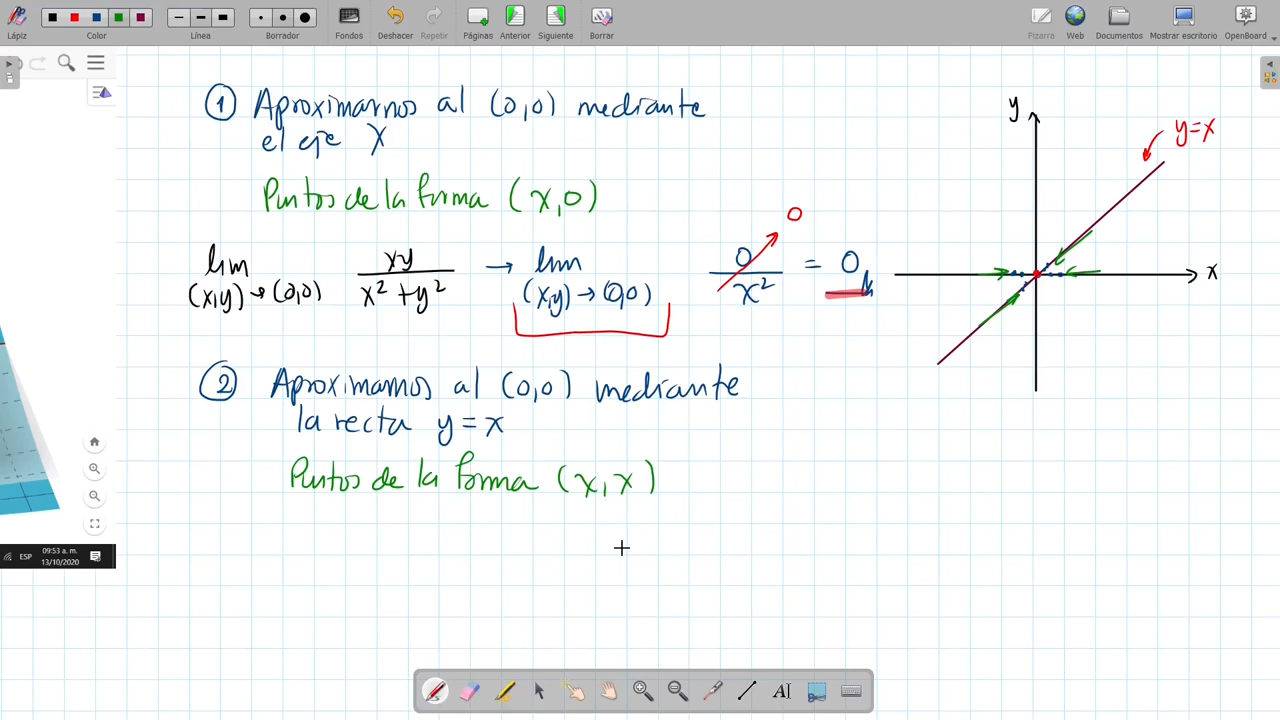 Lápiz Color Línea Borrador Fondos Deshacer Repetir Páginas Anterior Siguiente Borrar Pizarra Web Documentos Mostrar escritorio OpenBoard
① Aproximarnos al (0,0) mediante
el eje X
Puntos de la forma (x,0)
lim xy → lim 0 0 = 0
(x,y)→(0,0) x² + y² (x,y)→(0,0) x²
② Aproximamos al (0,0) mediante
la recta y = x
Puntos de la forma (x,x)
y
y=x
x
ESP 09:53 a. m.
13/10/2020